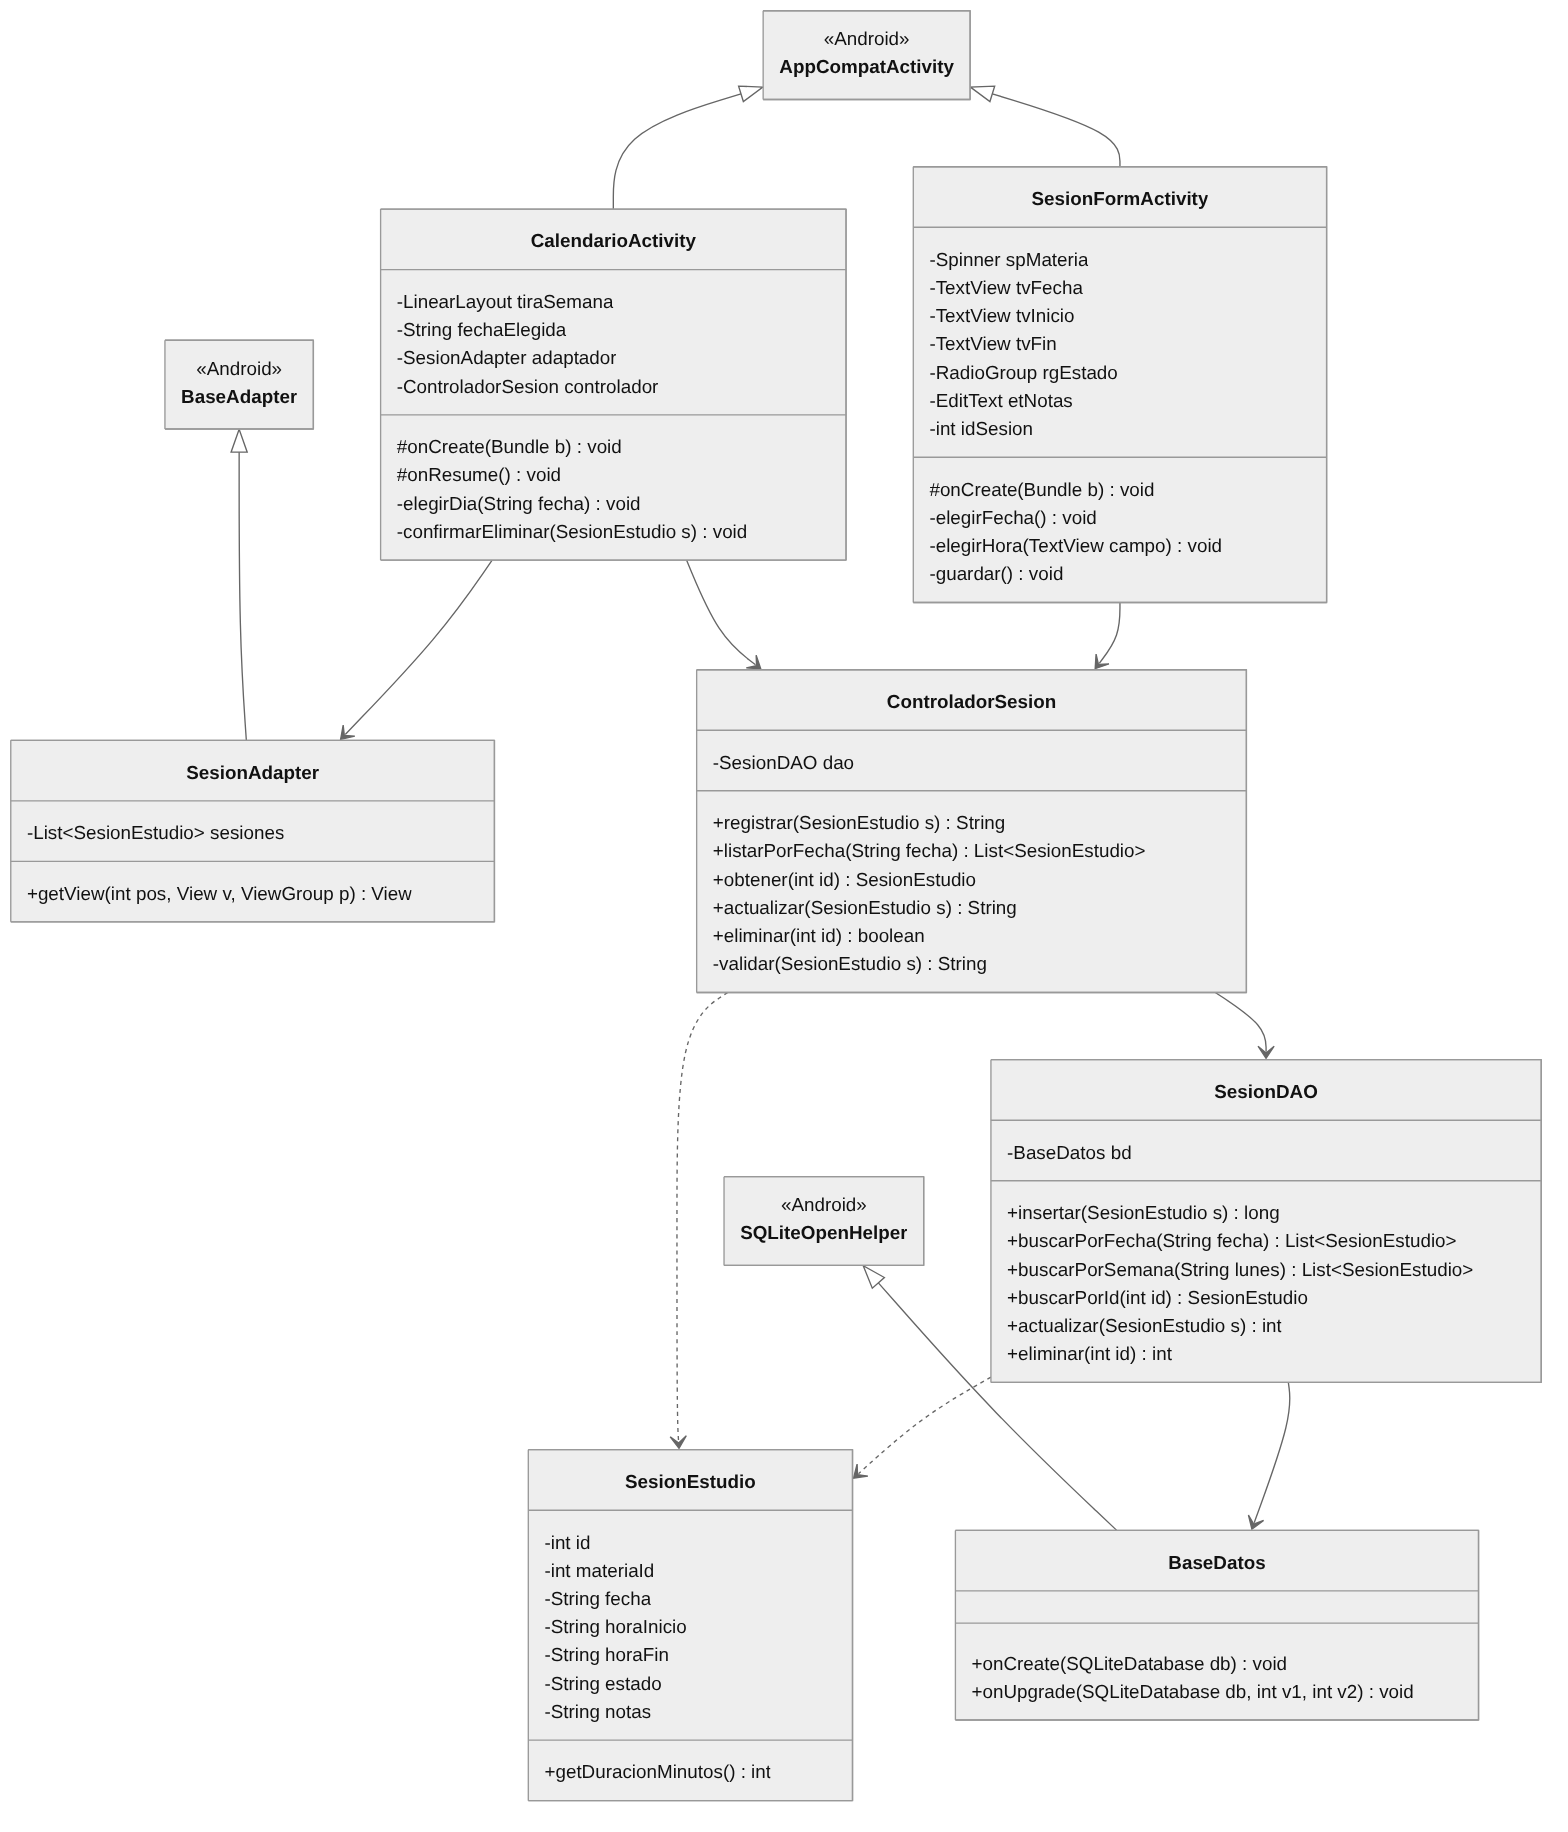 «Android»
AppCompatActivity
SesionFormActivity
-Spinner spMateria
-TextView tvFecha
-TextView tvInicio
-TextView tvFin
-RadioGroup rgEstado
-EditText etNotas
-int idSesion
#onCreate(Bundle b) : void
-elegirFecha() : void
-elegirHora(TextView campo) : void
-guardar() : void
CalendarioActivity
-LinearLayout tiraSemana
-String fechaElegida
-SesionAdapter adaptador
-ControladorSesion controlador
#onCreate(Bundle b) : void
#onResume() : void
-elegirDia(String fecha) : void
-confirmarEliminar(SesionEstudio s) : void
«Android»
BaseAdapter
SesionAdapter
-List<SesionEstudio> sesiones
+getView(int pos, View v, ViewGroup p) : View
ControladorSesion
-SesionDAO dao
+registrar(SesionEstudio s) : String
+listarPorFecha(String fecha) : List<SesionEstudio>
+obtener(int id) : SesionEstudio
+actualizar(SesionEstudio s) : String
+eliminar(int id) : boolean
-validar(SesionEstudio s) : String
SesionDAO
-BaseDatos bd
+insertar(SesionEstudio s) : long
+buscarPorFecha(String fecha) : List<SesionEstudio>
+buscarPorSemana(String lunes) : List<SesionEstudio>
+buscarPorId(int id) : SesionEstudio
+actualizar(SesionEstudio s) : int
+eliminar(int id) : int
«Android»
SQLiteOpenHelper
SesionEstudio
-int id
-int materiaId
-String fecha
-String horaInicio
-String horaFin
-String estado
-String notas
+getDuracionMinutos() : int
BaseDatos
+onCreate(SQLiteDatabase db) : void
+onUpgrade(SQLiteDatabase db, int v1, int v2) : void